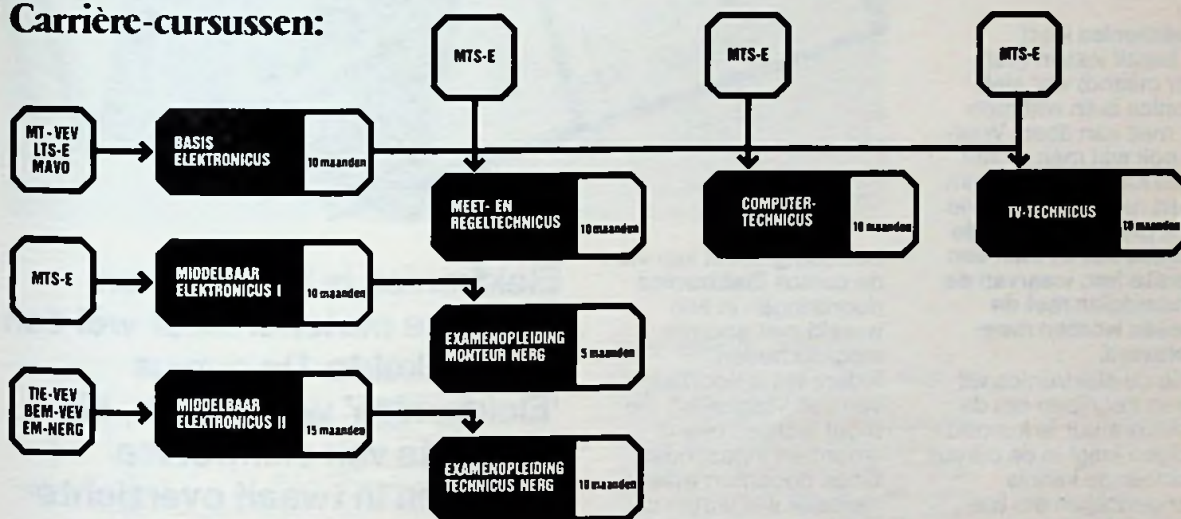 Carrière-cursussen:
MTS-E
MTS-E
MTS-E
MT-VEV
LTS-E
MAVO
BASIS
ELEKTRONICUS
10 maanden
MEET- EN
REGELTECHNICUS
10 maanden
COMPUTER-
TECHNICUS
10 maanden
TV-TECHNICUS
10 maanden
MTS-E
MIDDELBAAR
ELEKTRONICUS I
10 maanden
EXAMENOPLEIDING
MONTEUR NERG
5 maanden
TIE-VEV
BEM-VEV
EM-NERG
MIDDELBAAR
ELEKTRONICUS II
15 maanden
EXAMENOPLEIDING
TECHNICUS NERG
10 maanden